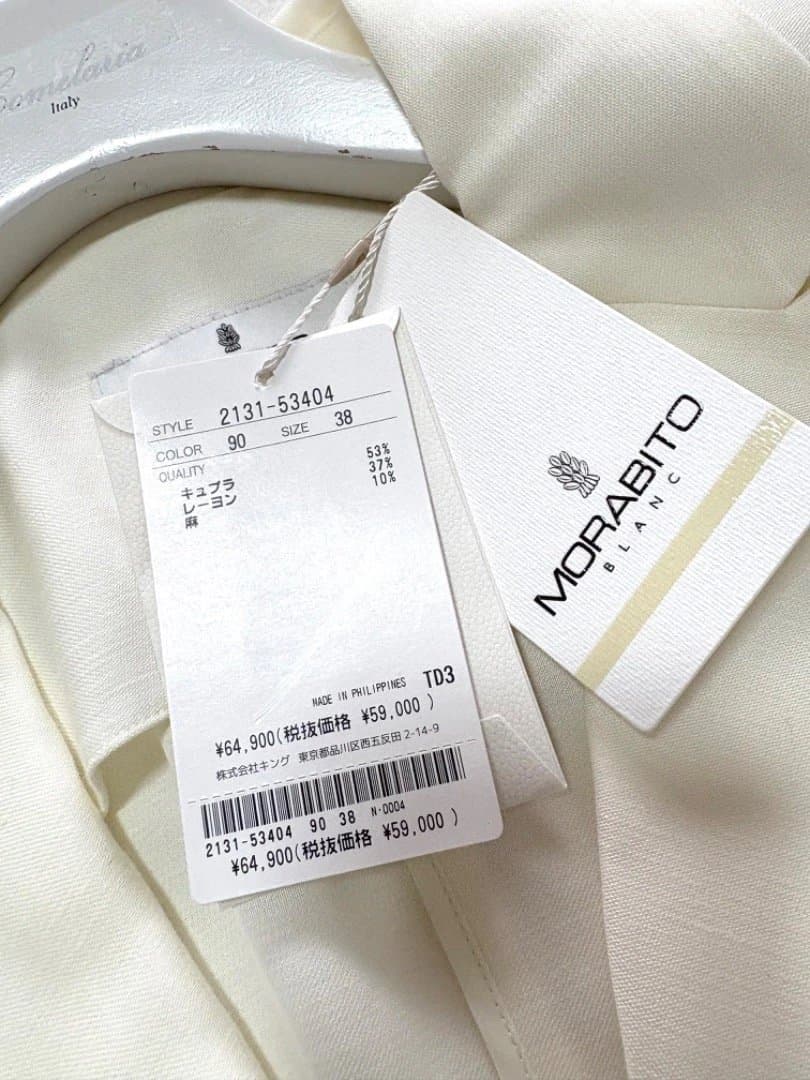 Italy
STYLE 2131-53404
COLOR 90 SIZE 38
QUALITY
キュプラ 53%
レーヨン 37%
麻 10%
MADE IN PHILIPPINES TD3
¥64,900(税抜価格 ¥59,000 )
株式会社キング 東京都品川区西五反田 2-14-9
2131-53404 90 38 N-0004
¥64,900(税抜価格 ¥59,000 )
MORABITO
BLANC